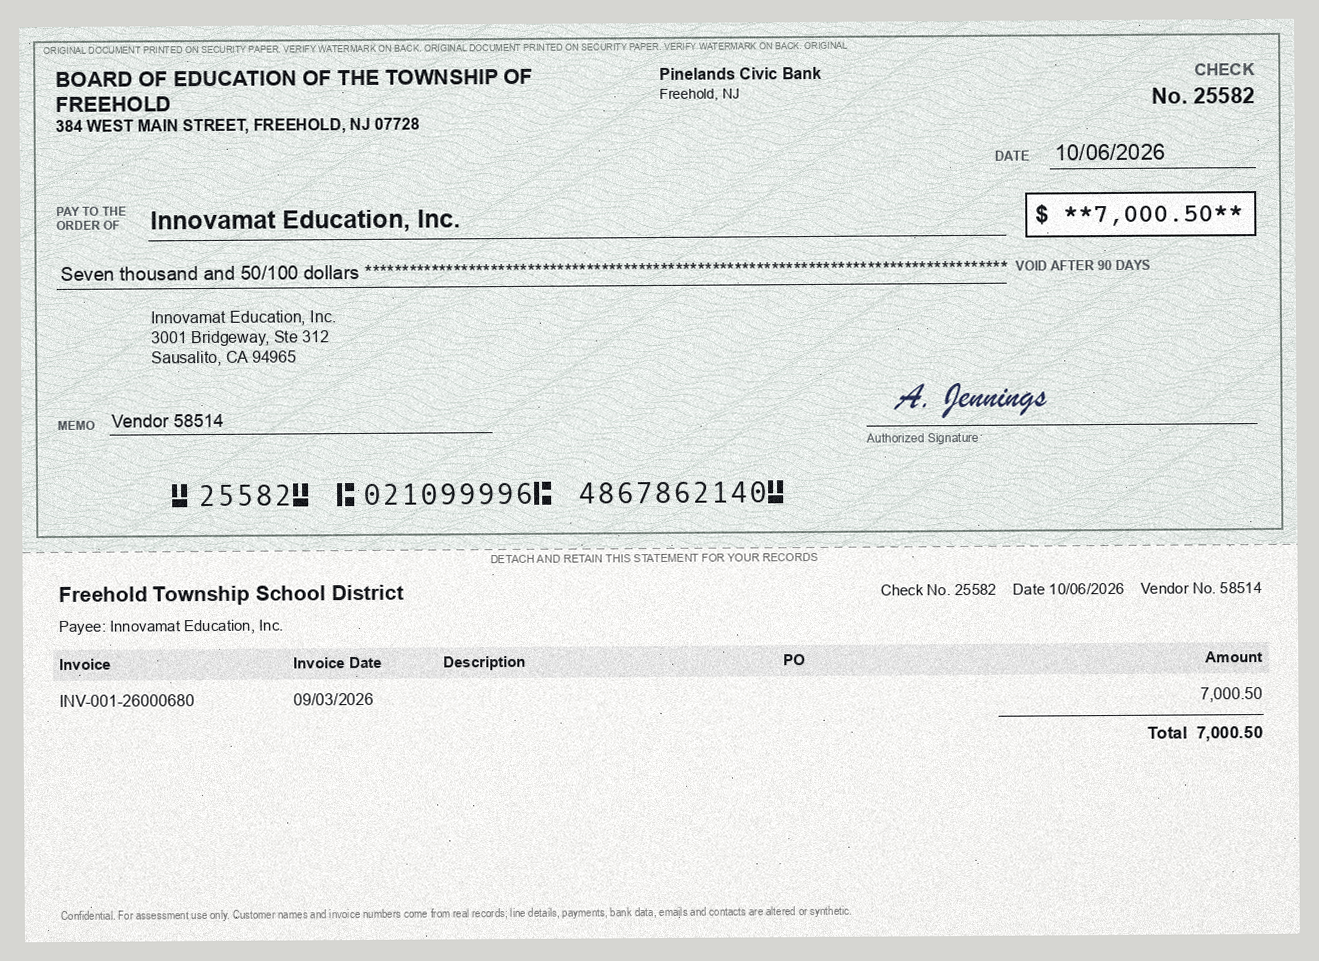 ORIGINAL DOCUMENT PRINTED ON SECURITY PAPER. VERIFY WATERMARK ON BACK. ORIGINAL DOCUMENT PRINTED ON SECURITY PAPER. VERIFY WATERMARK ON BACK. ORIGINAL
BOARD OF EDUCATION OF THE TOWNSHIP OF
FREEHOLD
384 WEST MAIN STREET, FREEHOLD, NJ 07728
Pinelands Civic Bank
Freehold, NJ
CHECK
No. 25582
DATE 10/06/2026
PAY TO THE
ORDER OF
Innovamat Education, Inc.
$ **7,000.50**
Seven thousand and 50/100 dollars **************************************************************************************** VOID AFTER 90 DAYS
Innovamat Education, Inc.
3001 Bridgeway, Ste 312
Sausalito, CA 94965
A. Jennings
MEMO Vendor 58514
Authorized Signature
⑈25582⑈ ⑆021099996⑆ 4867862140⑈
DETACH AND RETAIN THIS STATEMENT FOR YOUR RECORDS
Freehold Township School District
Check No. 25582 Date 10/06/2026 Vendor No. 58514
Payee: Innovamat Education, Inc.
Invoice Invoice Date Description PO Amount
INV-001-26000680 09/03/2026 7,000.50
Total 7,000.50
Confidential. For assessment use only. Customer names and invoice numbers come from real records; line details, payments, bank data, emails and contacts are altered or synthetic.